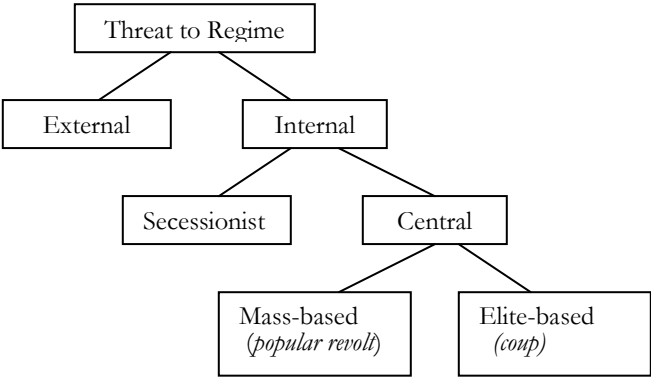 Threat to Regime
External
Internal
Secessionist
Central
Mass-based
(popular revolt)
Elite-based
(coup)